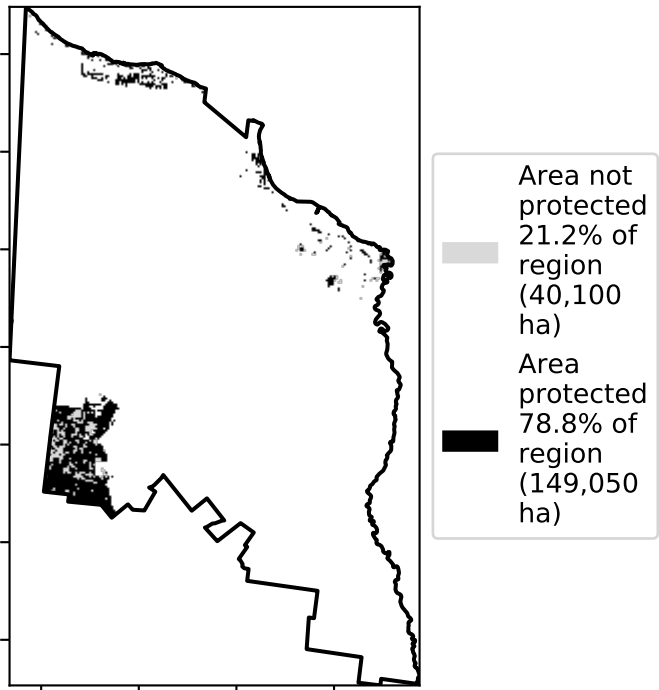 Area not
protected
21.2% of
region
(40,100
ha)
Area
protected
78.8% of
region
(149,050
ha)